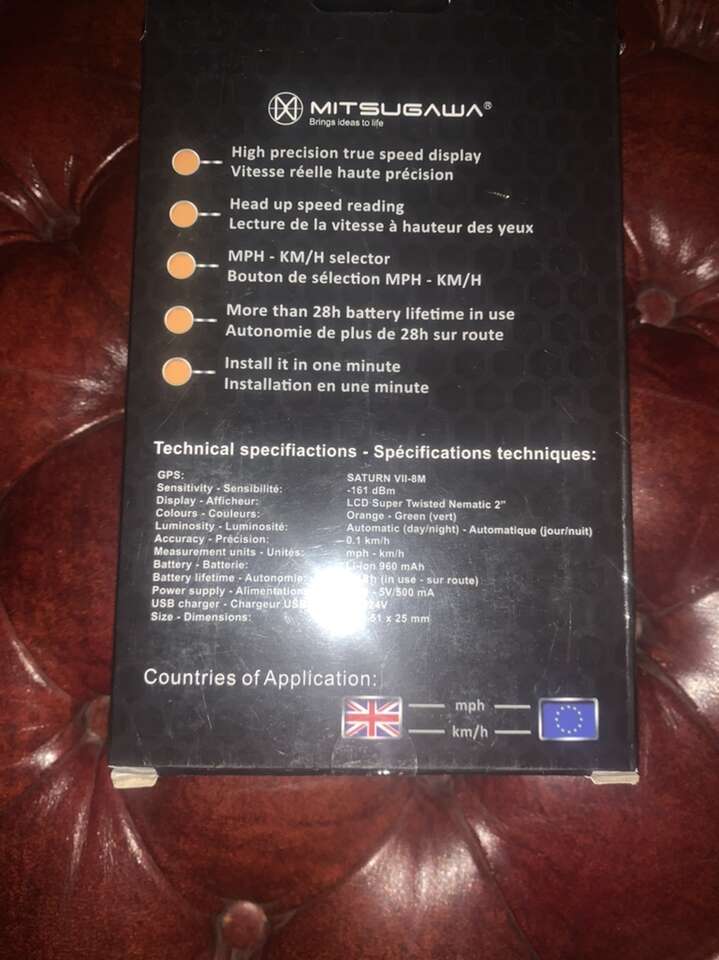 MITSUGAWA®
Brings ideas to life
High precision true speed display
Vitesse réelle haute précision
Head up speed reading
Lecture de la vitesse à hauteur des yeux
MPH - KM/H selector
Bouton de sélection MPH - KM/H
More than 28h battery lifetime in use
Autonomie de plus de 28h sur route
Install it in one minute
Installation en une minute
Technical specifiactions - Spécifications techniques:
GPS: SATURN VII-8M
Sensitivity - Sensibilité: -161 dBm
Display - Afficheur: LCD Super Twisted Nematic 2"
Colours - Couleurs: Orange - Green (vert)
Luminosity - Luminosité: Automatic (day/night) - Automatique (jour/nuit)
Accuracy - Précision: 0.1 km/h
Measurement units - Unités: mph - km/h
Battery - Batterie: Li-Ion 960 mAh
Battery lifetime - Autonomie: (in use - sur route)
Power supply - Alimentation - 5V/500 mA
USB charger - Chargeur USB
Size - Dimensions: x 25 mm
Countries of Application:
mph
km/h